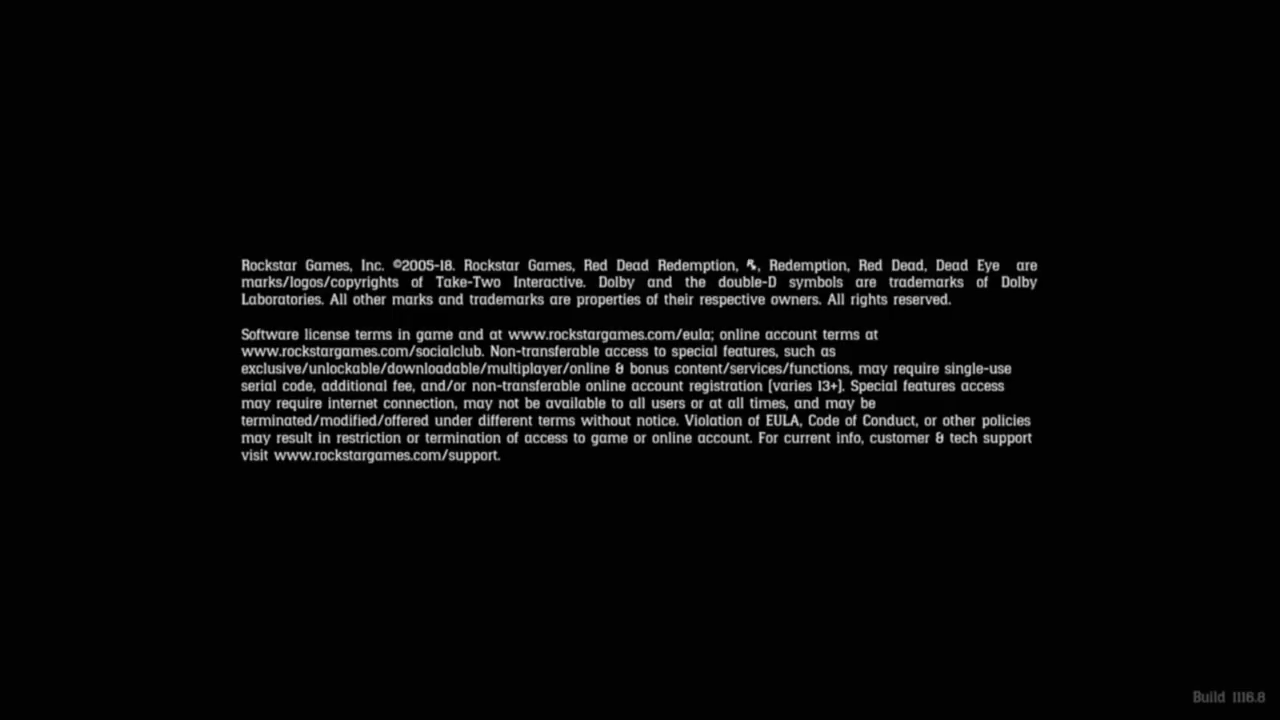 Rockstar Games, Inc. ©2005-18. Rockstar Games, Red Dead Redemption, R*, Redemption, Red Dead, Dead Eye are
marks/logos/copyrights of Take-Two Interactive. Dolby and the double-D symbols are trademarks of Dolby
Laboratories. All other marks and trademarks are properties of their respective owners. All rights reserved.
Software license terms in game and at www.rockstargames.com/eula; online account terms at
www.rockstargames.com/socialclub. Non-transferable access to special features, such as
exclusive/unlockable/downloadable/multiplayer/online & bonus content/services/functions, may require single-use
serial code, additional fee, and/or non-transferable online account registration (varies 13+). Special features access
may require internet connection, may not be available to all users or at all times, and may be
terminated/modified/offered under different terms without notice. Violation of EULA, Code of Conduct, or other policies
may result in restriction or termination of access to game or online account. For current info, customer & tech support
visit www.rockstargames.com/support.
Build 1116.8